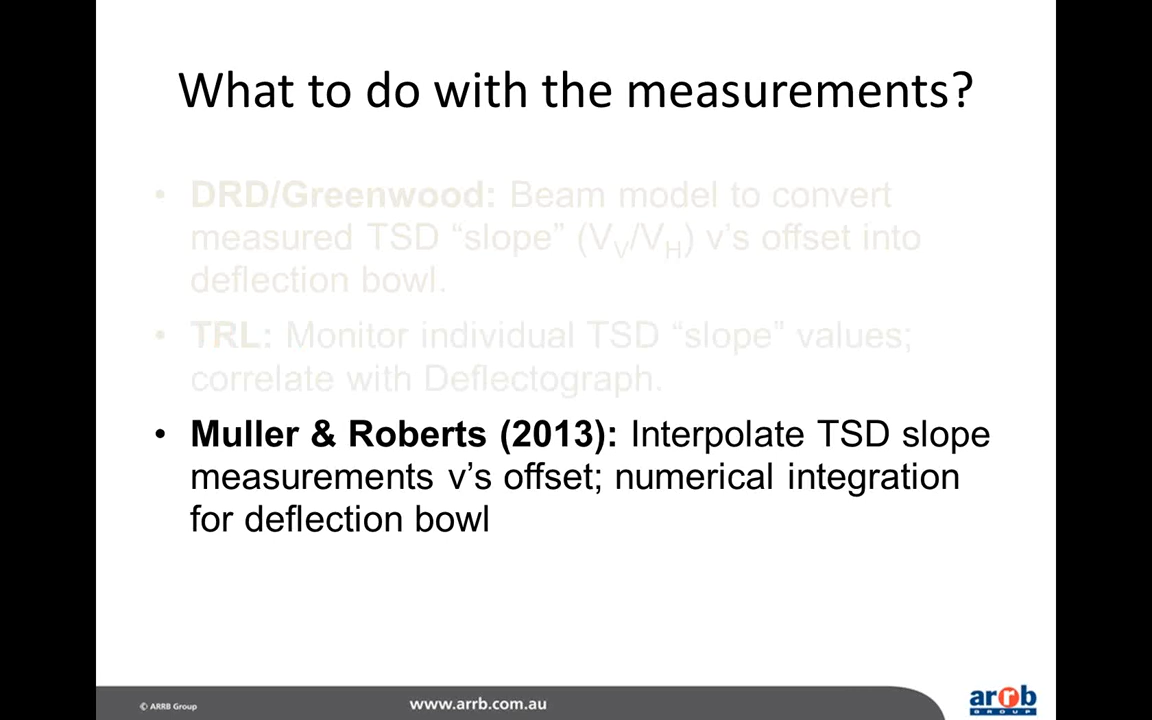 What to do with the measurements?
• DRD/Greenwood: Beam model to convert
measured TSD “slope” (VV/VH) v’s offset into
deflection bowl.
• TRL: Monitor individual TSD “slope” values;
correlate with Deflectograph.
• Muller & Roberts (2013): Interpolate TSD slope
measurements v’s offset; numerical integration
for deflection bowl
© ARRB Group
www.arrb.com.au
arrb
GROUP